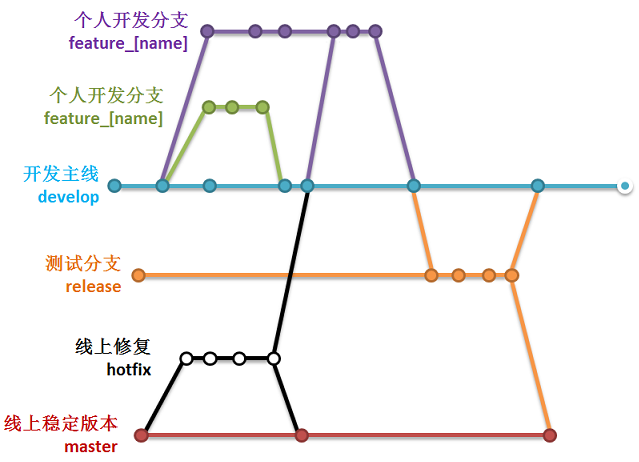 个人开发分支
feature_[name]
个人开发分支
feature_[name]
开发主线
develop
测试分支
release
线上修复
hotfix
线上稳定版本
master